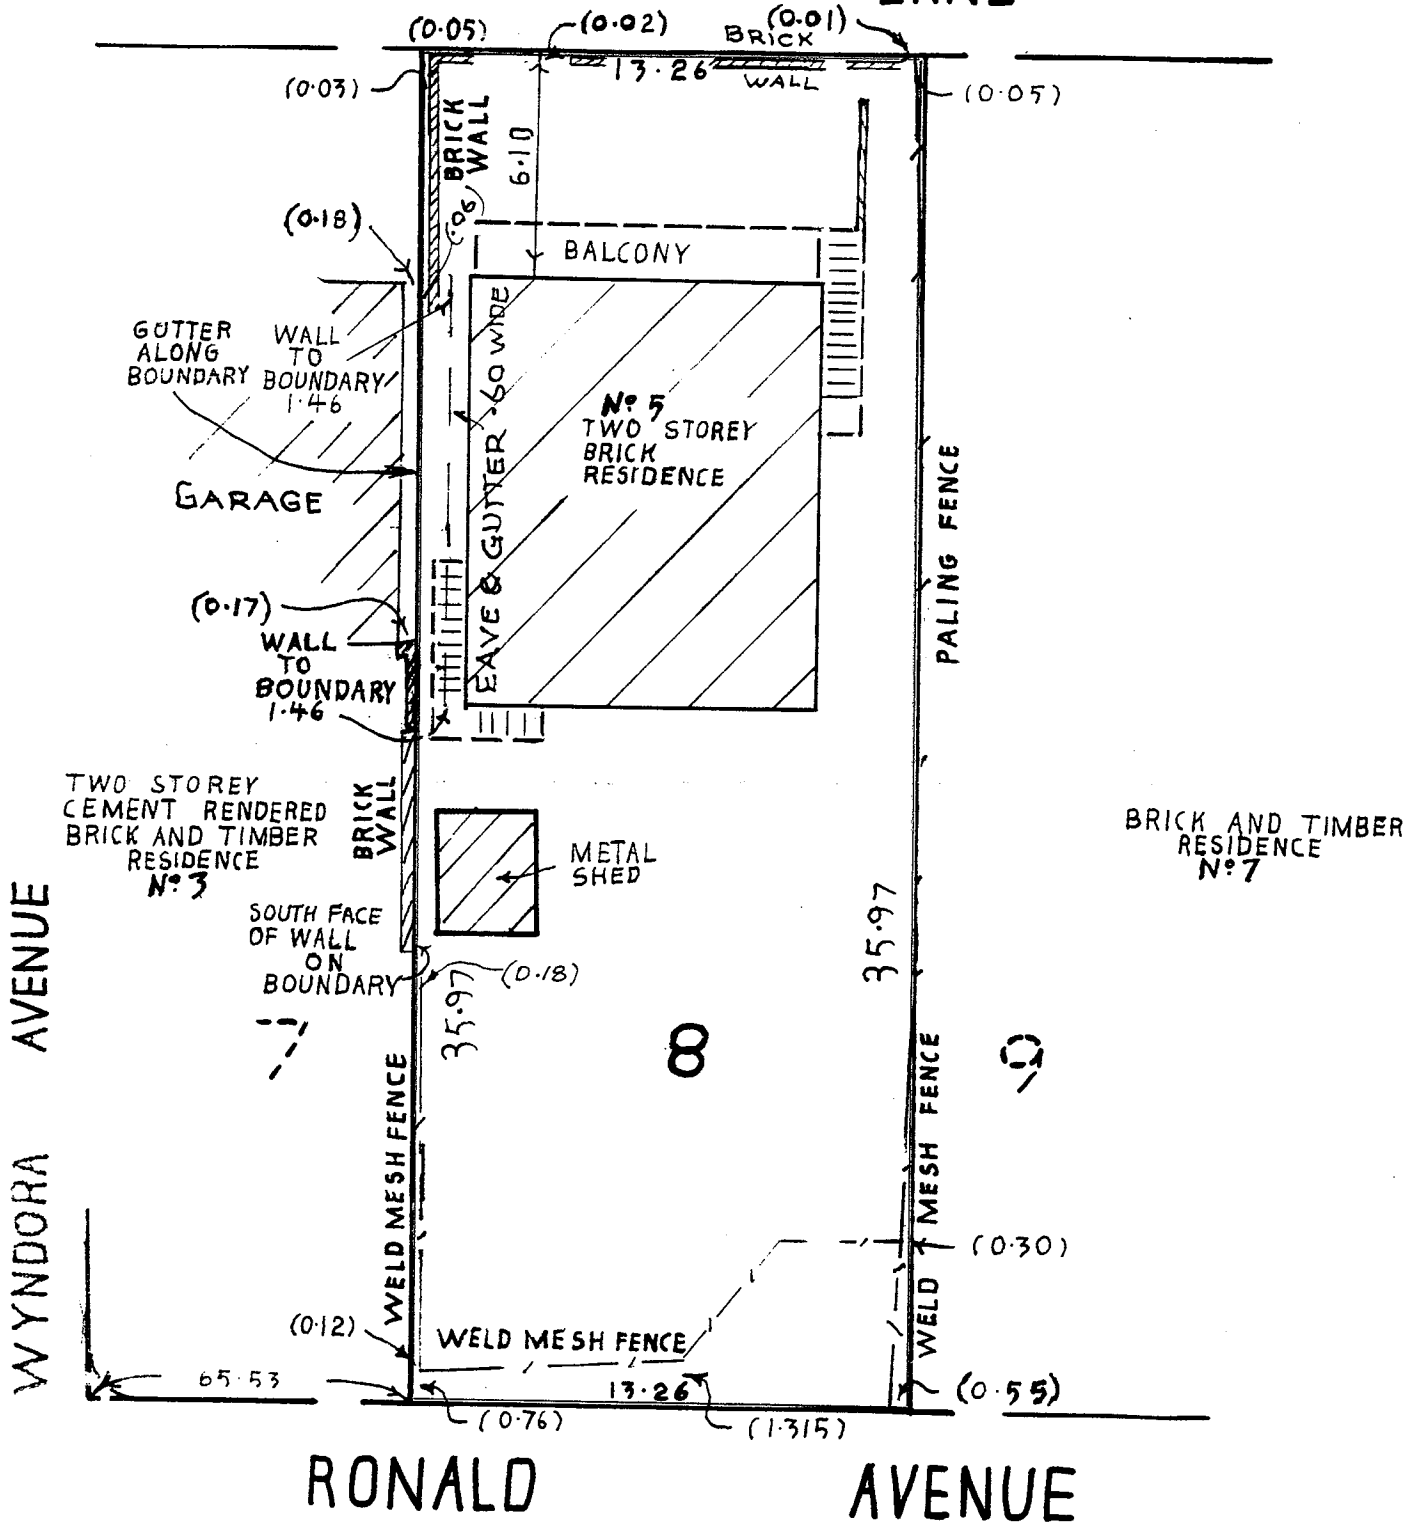 (0.05)
(0.02)
(0.01)
BRICK
13.26
WALL
(0.03)
(0.05)
BRICK
WALL
6.10
(.06)
(0.18)
BALCONY
GUTTER
ALONG
BOUNDARY
WALL
TO
BOUNDARY
1.46
EAVE & GUTTER .60 WIDE
Nº 5
TWO STOREY
BRICK
RESIDENCE
GARAGE
PALING FENCE
(0.17)
WALL
TO
BOUNDARY
1.46
TWO STOREY
CEMENT RENDERED
BRICK AND TIMBER
RESIDENCE
Nº 3
BRICK
WALL
METAL
SHED
BRICK AND TIMBER
RESIDENCE
Nº 7
SOUTH FACE
OF WALL
ON
BOUNDARY
(0.18)
35.97
35.97
7
8
9
WYNDORA AVENUE
WELD MESH FENCE
WELD MESH FENCE
(0.30)
(0.12)
WELD MESH FENCE
65.53
13.26
(0.55)
(0.76)
(1.315)
RONALD AVENUE